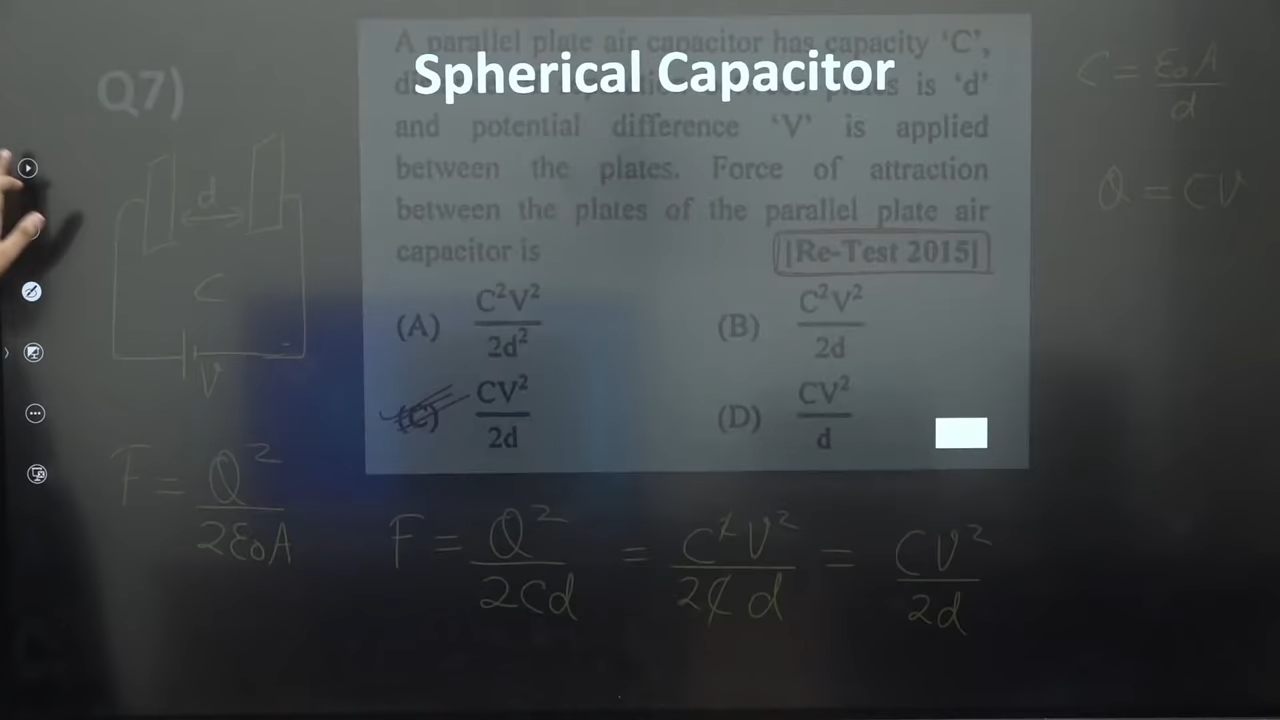 Spherical Capacitor
Q7)
A parallel plate air capacitor has capacity 'C',
is 'd'
and potential difference 'V' is applied
between the plates. Force of attraction
between the plates of the parallel plate air
capacitor is [Re-Test 2015]
(A) C²V²/2d² (B) C²V²/2d
(C) CV²/2d (D) CV²/d
C = ε₀A/d
Q = CV
d
C
V
F = Q²/2ε₀A
F = Q²/2Cd = C²V²/2Cd = CV²/2d